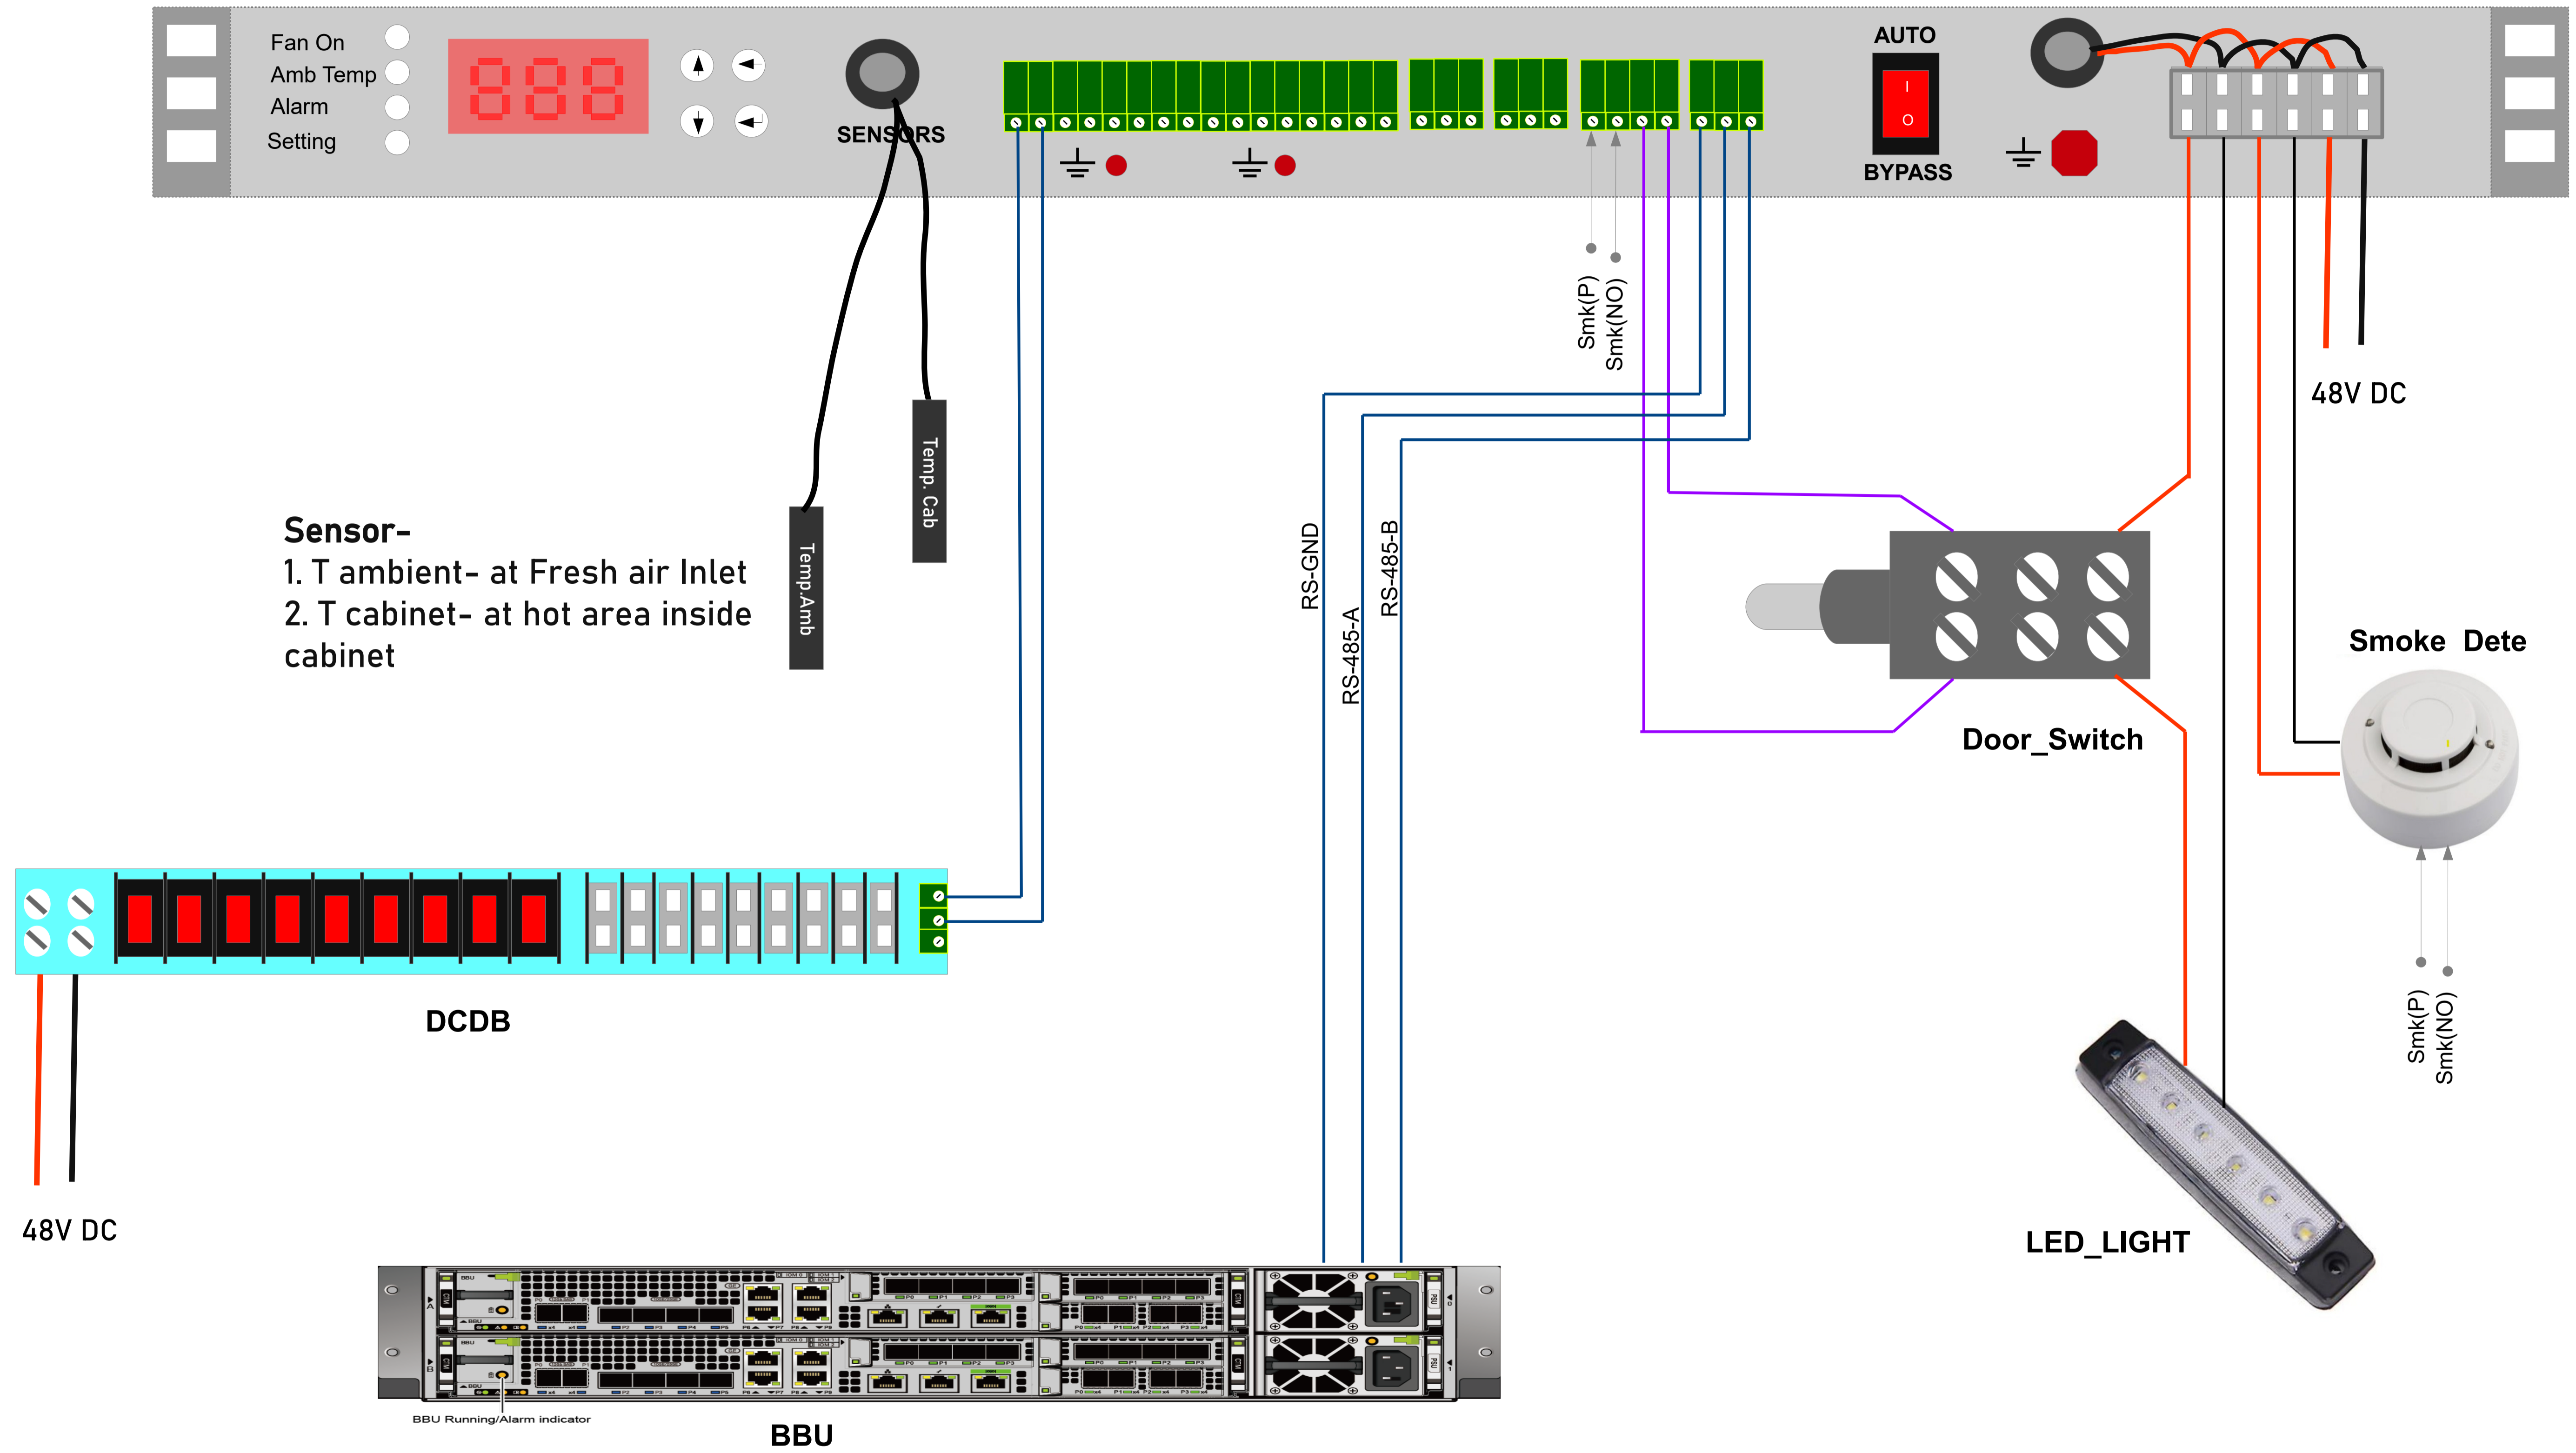 Fan On
Amb Temp
Alarm
Setting
SENSORS
AUTO
I
O
BYPASS
Smk(P)
Smk(NO)
48V DC
Temp. Cab
Temp.Amb
Sensor-
1. T ambient- at Fresh air Inlet
2. T cabinet- at hot area inside
cabinet
RS-GND
RS-485-A
RS-485-B
Door_Switch
Smoke Dete
Smk(P)
Smk(NO)
DCDB
48V DC
LED_LIGHT
BBU
BBU
A
B
BBU Running/Alarm indicator
BBU